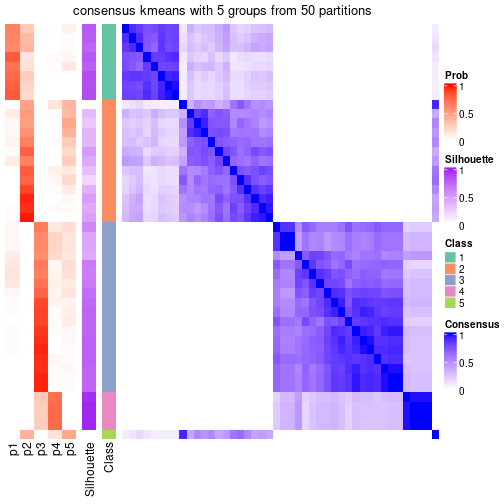 consensus kmeans with 5 groups from 50 partitions
Prob
1
0.5
0
Silhouette
1
0.5
0
Class
1
2
3
4
5
Consensus
1
0.5
0
p1
p2
p3
p4
p5
Silhouette
Class